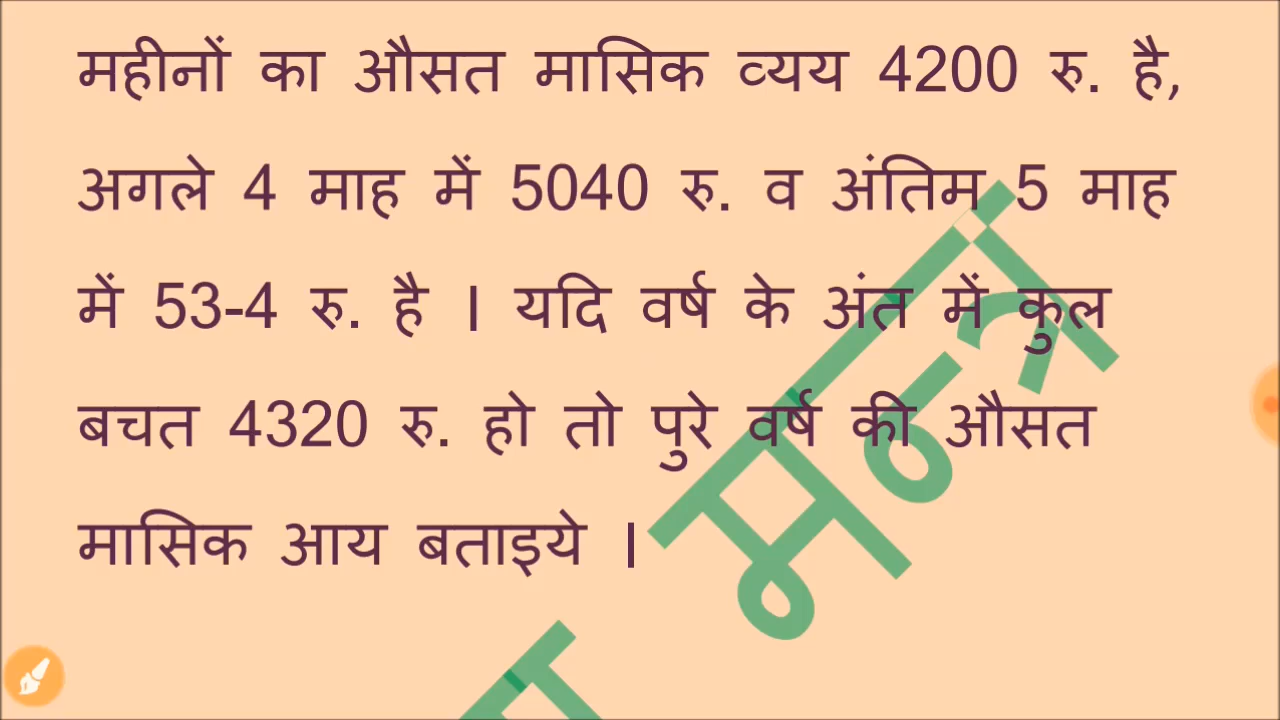 महीनों का औसत मासिक व्यय 4200 रु. है,
अगले 4 माह में 5040 रु. व अंतिम 5 माह
में 53-4 रु. है । यदि वर्ष के अंत में कुल
बचत 4320 रु. हो तो पुरे वर्ष की औसत
मासिक आय बताइये ।